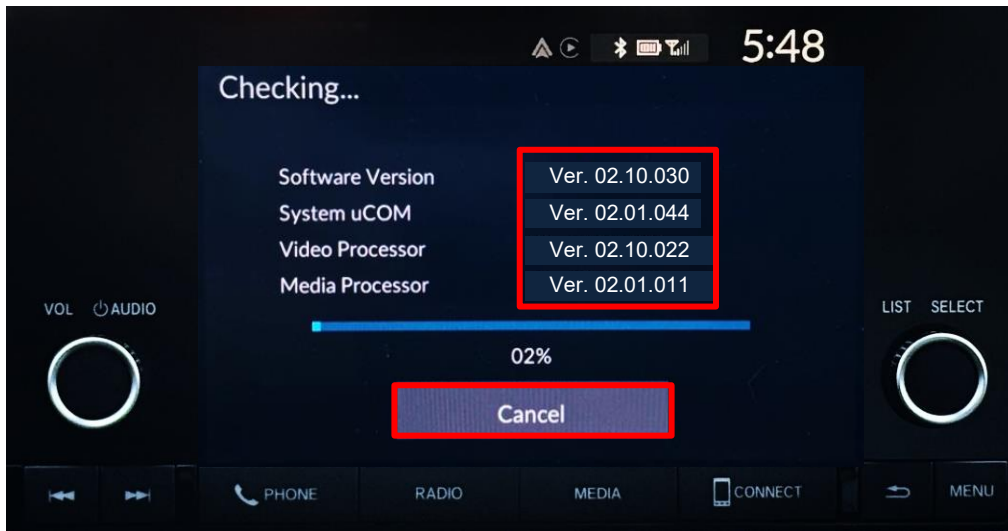 5:48
Checking...
Software Version Ver. 02.10.030
System uCOM Ver. 02.01.044
Video Processor Ver. 02.10.022
Media Processor Ver. 02.01.011
VOL AUDIO
LIST SELECT
02%
Cancel
PHONE RADIO MEDIA CONNECT MENU